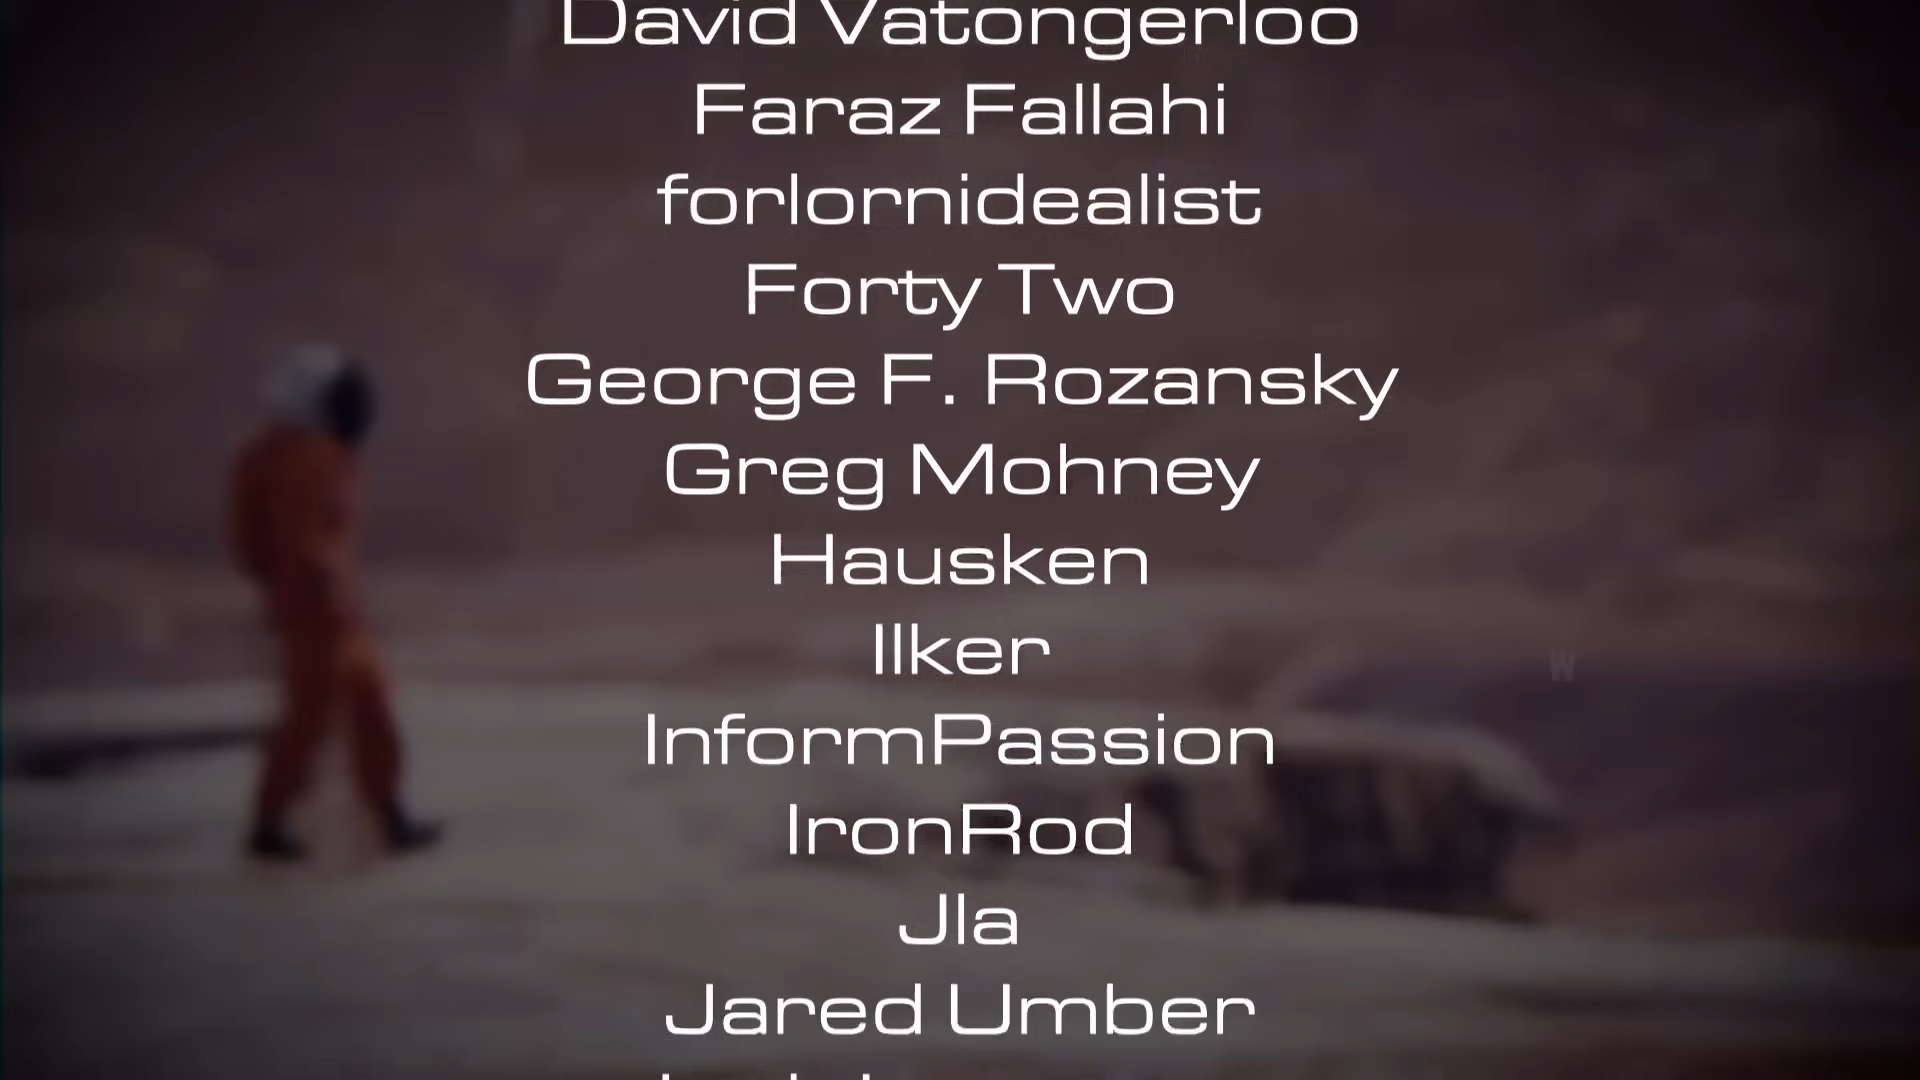 David Vatongerloo
Faraz Fallahi
forlornidealist
Forty Two
George F. Rozansky
Greg Mohney
Hausken
Ilker
InformPassion
IronRod
Jla
Jared Umber